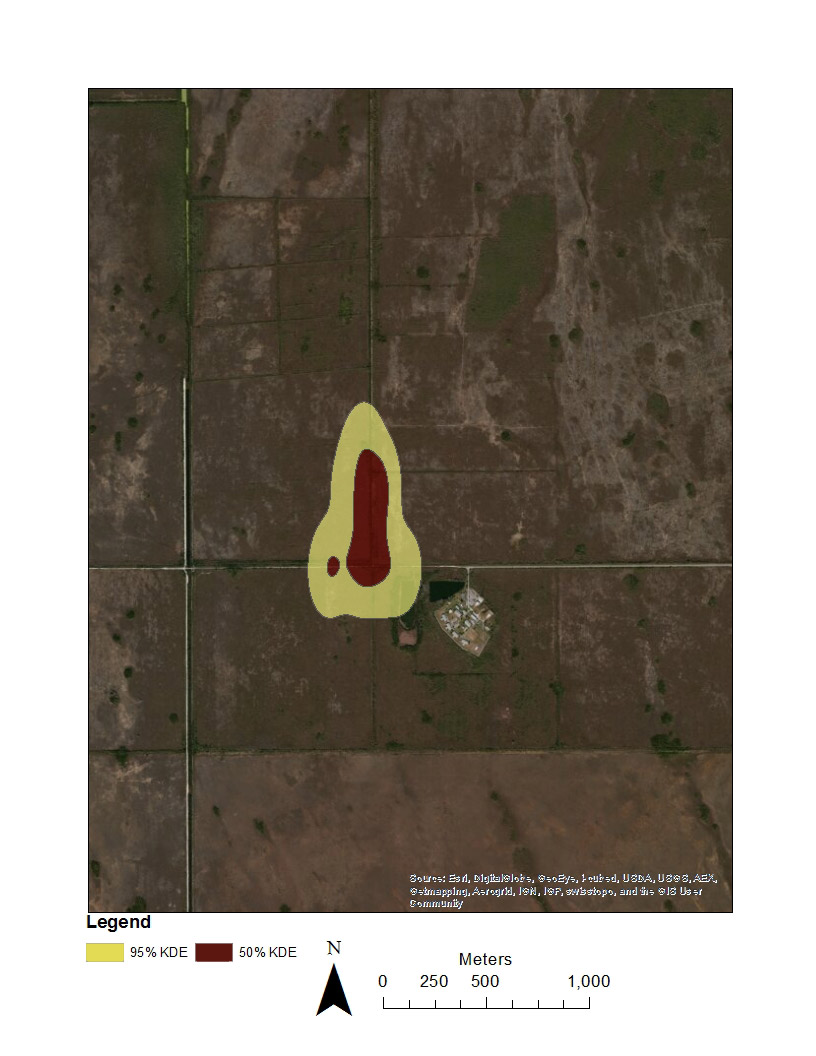 Source: Esri, DigitalGlobe, GeoEye, i-cubed, USDA, USGS, AEX,
Getmapping, Aerogrid, IGN, IGP, swisstopo, and the GIS User
Community
Legend
95% KDE 50% KDE
N
Meters
0 250 500 1,000